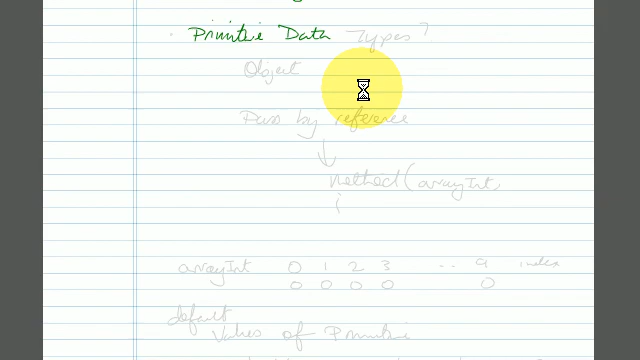 Primitive Data Types?
Object
Pass by reference
method(arrayInt,
{
arrayInt 0 1 2 3 .. 9 index
0 0 0 0 0
default
Values of Primitive